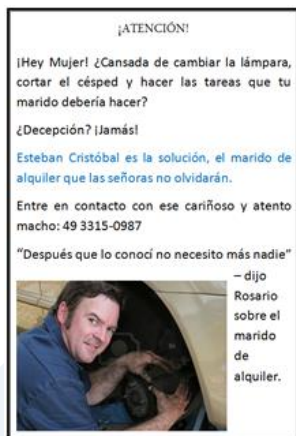 ¡ATENCIÓN!
¡Hey Mujer! ¿Cansada de cambiar la lámpara,
cortar el césped y hacer las tareas que tu
marido debería hacer?
¿Decepción? ¡Jamás!
Esteban Cristóbal es la solución, el marido de
alquiler que las señoras no olvidarán.
Entre en contacto con ese cariñoso y atento
macho: 49 3315-0987
“Después que lo conocí no necesito más nadie”
– dijo
Rosario
sobre el
marido
de
alquiler.